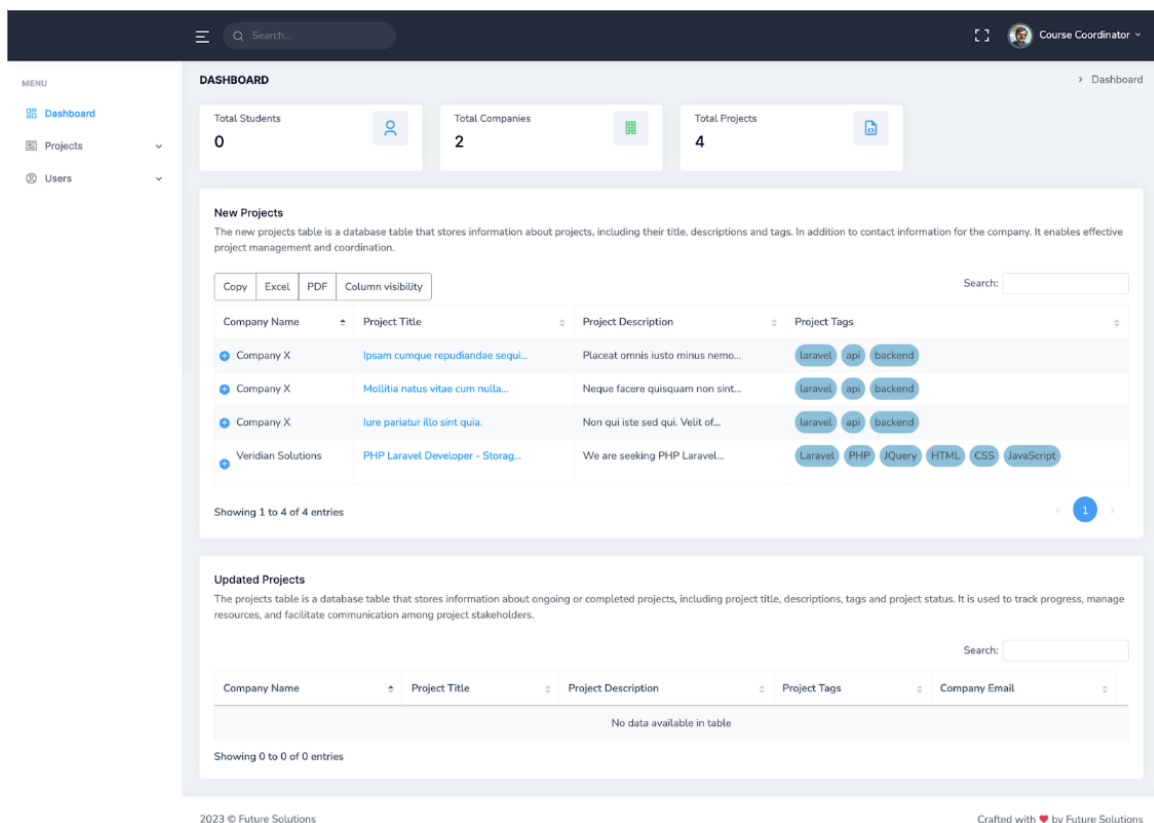 Search...
Course Coordinator
MENU
Dashboard
Projects
Users
DASHBOARD
> Dashboard
Total Students
0
Total Companies
2
Total Projects
4
New Projects
The new projects table is a database table that stores information about projects, including their title, descriptions and tags. In addition to contact information for the company. It enables effective
project management and coordination.
Copy Excel PDF Column visibility
Search:
Company Name Project Title Project Description Project Tags
Company X Ipsam cumque repudiandae sequi... Placeat omnis iusto minus nemo... laravel api backend
Company X Mollitia natus vitae cum nulla... Neque facere quisquam non sint... laravel api backend
Company X Iure pariatur illo sint quia. Non qui iste sed qui. Velit of... laravel api backend
Veridian Solutions PHP Laravel Developer - Storag... We are seeking PHP Laravel... Laravel PHP JQuery HTML CSS JavaScript
Showing 1 to 4 of 4 entries
‹ 1 ›
Updated Projects
The projects table is a database table that stores information about ongoing or completed projects, including project title, descriptions, tags and project status. It is used to track progress, manage
resources, and facilitate communication among project stakeholders.
Search:
Company Name Project Title Project Description Project Tags Company Email
No data available in table
Showing 0 to 0 of 0 entries
2023 © Future Solutions
Crafted with ❤ by Future Solutions